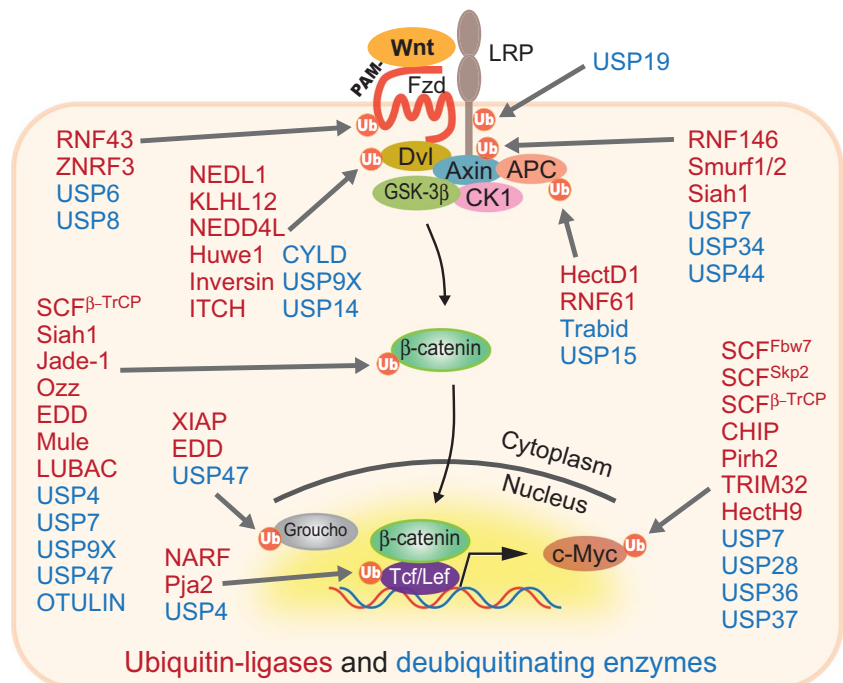 Wnt
LRP
PAM-
Fzd
USP19
Ub
Ub
Ub
Ub
Ub
RNF43
ZNRF3
USP6
USP8
NEDL1
KLHL12
NEDD4L
Huwe1
Inversin
ITCH
CYLD
USP9X
USP14
Dvl
Axin
APC
GSK-3β
CK1
RNF146
Smurf1/2
Siah1
USP7
USP34
USP44
HectD1
RNF61
Trabid
USP15
SCFβ-TrCP
Siah1
Jade-1
Ozz
EDD
Mule
LUBAC
USP4
USP7
USP9X
USP47
OTULIN
Ub
β-catenin
XIAP
EDD
USP47
Cytoplasm
Nucleus
Ub
Groucho
β-catenin
NARF
Pja2
USP4
Ub
Tcf/Lef
c-Myc
Ub
SCFFbw7
SCFSkp2
SCFβ-TrCP
CHIP
Pirh2
TRIM32
HectH9
USP7
USP28
USP36
USP37
Ubiquitin-ligases and deubiquitinating enzymes